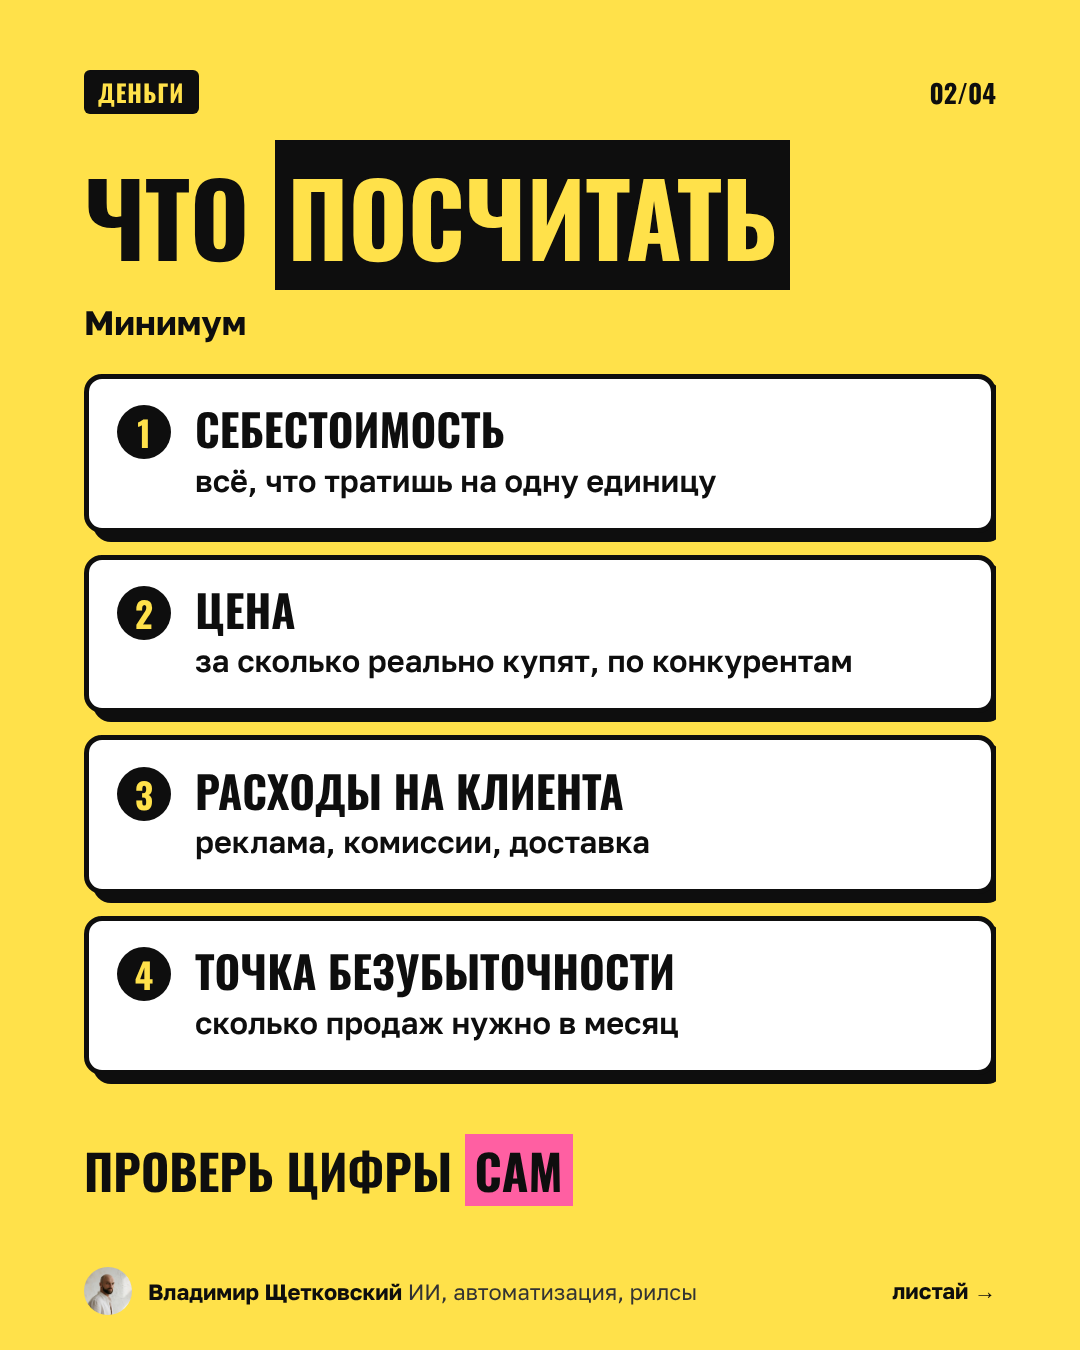 ДЕНЬГИ
02/04
ЧТО ПОСЧИТАТЬ
Минимум
1 СЕБЕСТОИМОСТЬ
всё, что тратишь на одну единицу
2 ЦЕНА
за сколько реально купят, по конкурентам
3 РАСХОДЫ НА КЛИЕНТА
реклама, комиссии, доставка
4 ТОЧКА БЕЗУБЫТОЧНОСТИ
сколько продаж нужно в месяц
ПРОВЕРЬ ЦИФРЫ САМ
Владимир Щетковский ИИ, автоматизация, рилсы
листай →